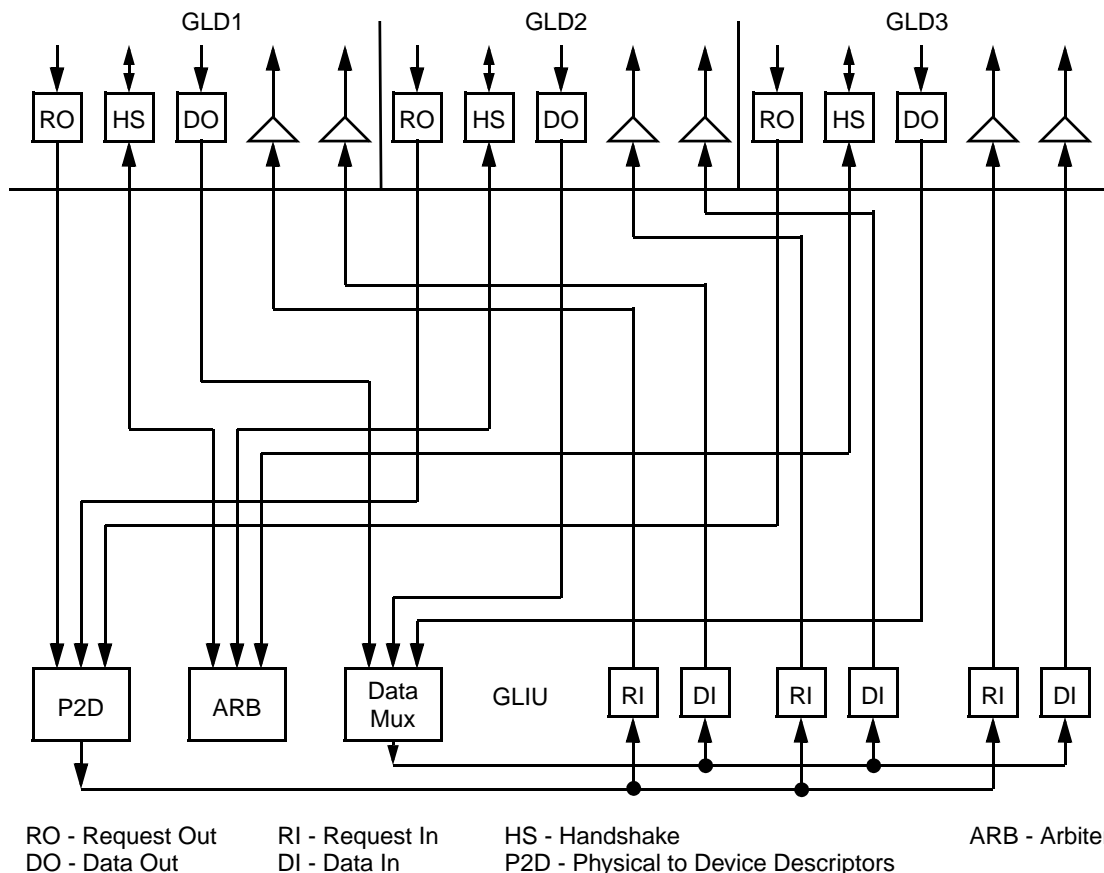 GLD1 GLD2 GLD3
RO HS DO RO HS DO RO HS DO
P2D ARB Data Mux GLIU RI DI RI DI RI DI
RO - Request Out RI - Request In HS - Handshake ARB - Arbite
DO - Data Out DI - Data In P2D - Physical to Device Descriptors